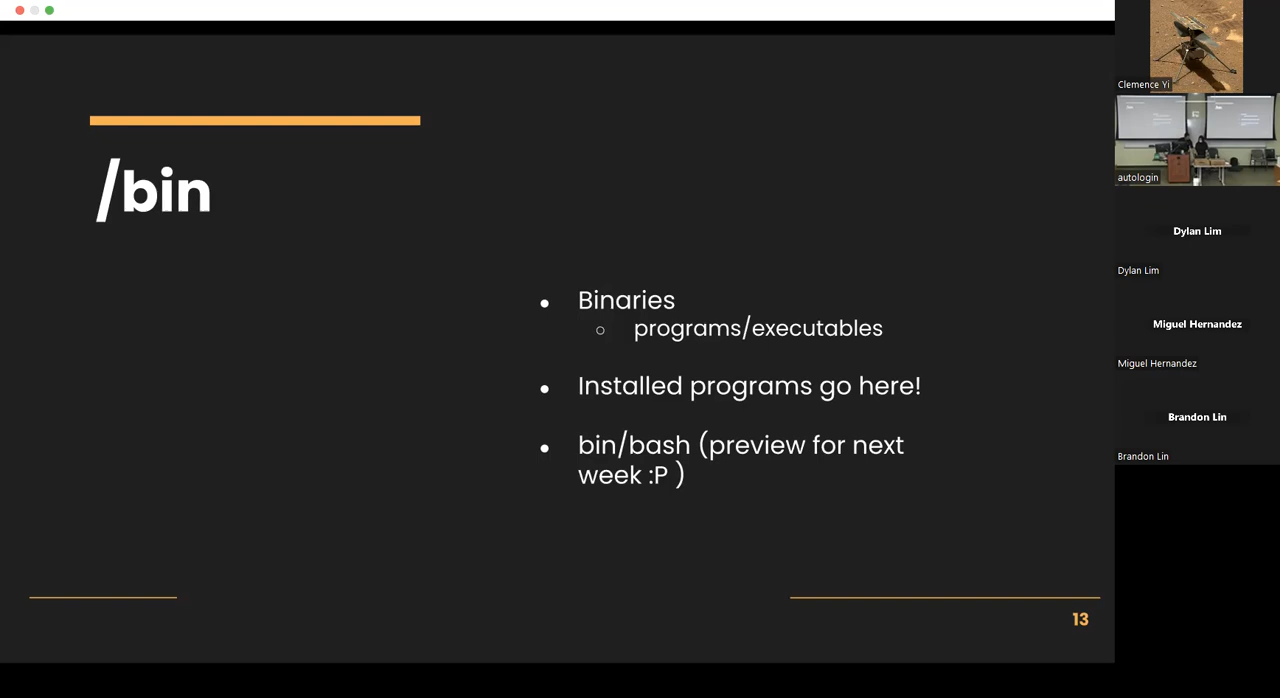 /bin
Binaries
programs/executables
Installed programs go here!
bin/bash (preview for next
week :P )
13
Clemence Yi
autologin
Dylan Lim
Dylan Lim
Miguel Hernandez
Miguel Hernandez
Brandon Lin
Brandon Lin